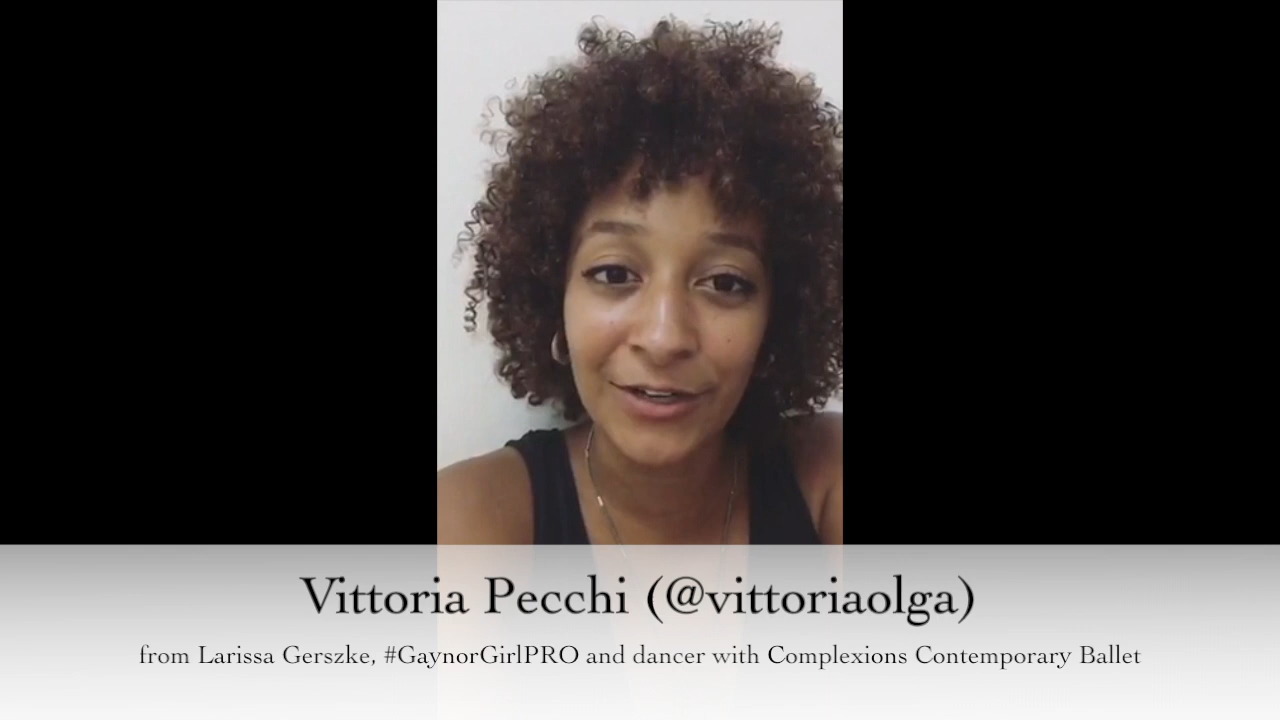 Vittoria Pecchi (@vittoriaolga)
from Larissa Gerszke, #GaynorGirlPRO and dancer with Complexions Contemporary Ballet